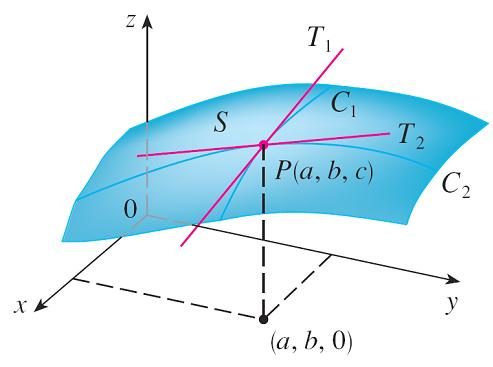 z
T₁
C₁
S
T₂
P(a, b, c)
C₂
0
x
y
(a, b, 0)